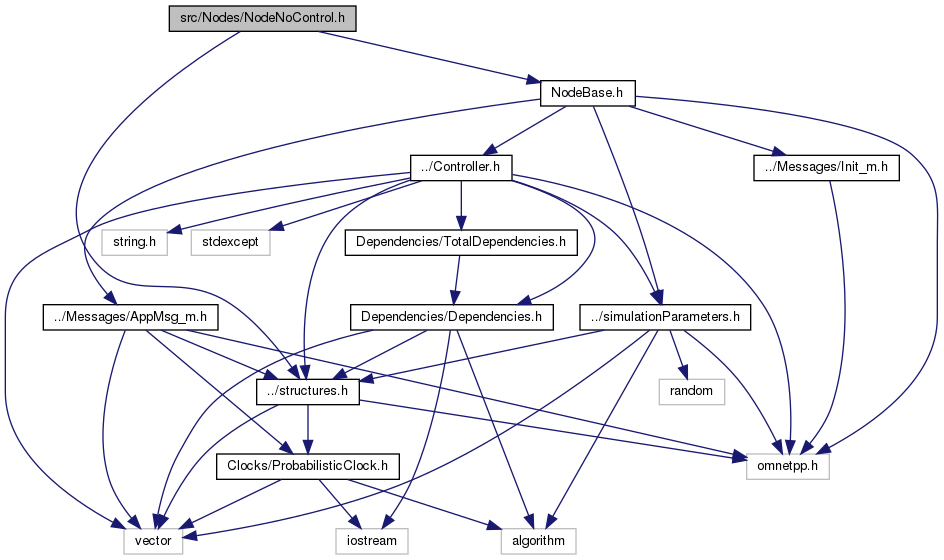 src/Nodes/NodeNoControl.h
NodeBase.h
../Controller.h
../Messages/Init_m.h
string.h
stdexcept
Dependencies/TotalDependencies.h
../Messages/AppMsg_m.h
Dependencies/Dependencies.h
../simulationParameters.h
../structures.h
random
Clocks/ProbabilisticClock.h
omnetpp.h
vector
iostream
algorithm